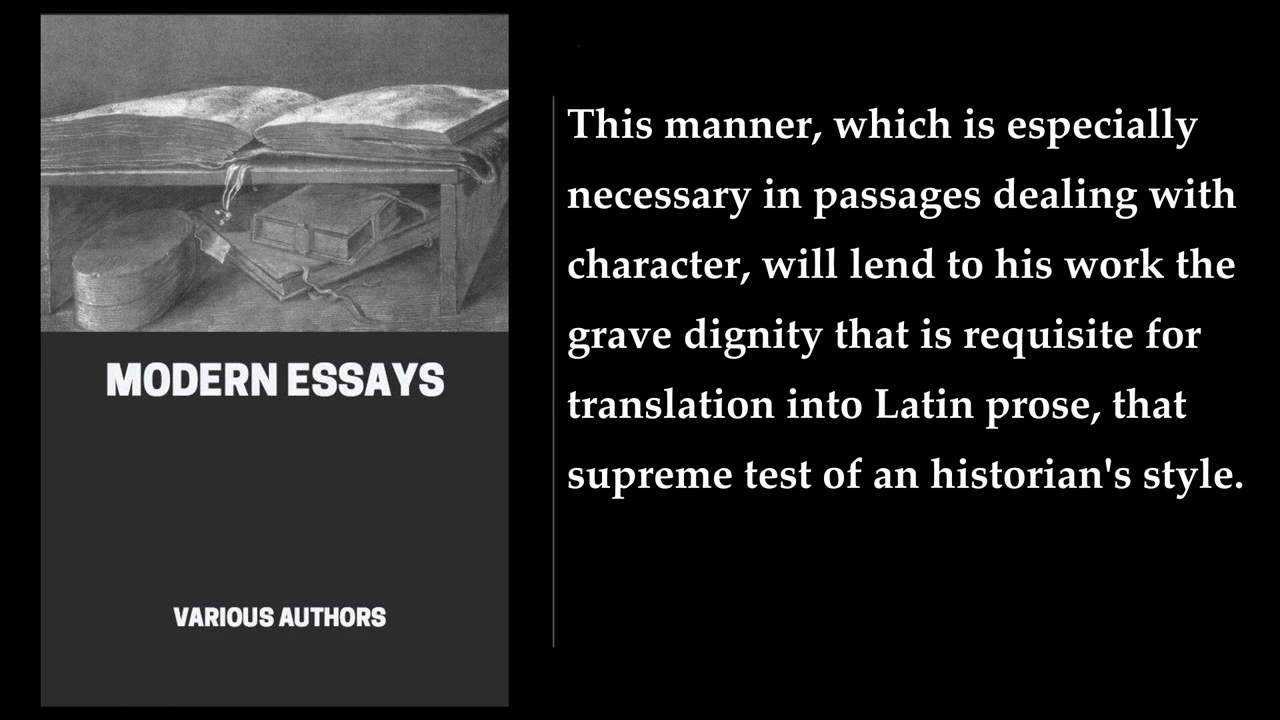 MODERN ESSAYS
VARIOUS AUTHORS
This manner, which is especially
necessary in passages dealing with
character, will lend to his work the
grave dignity that is requisite for
translation into Latin prose, that
supreme test of an historian's style.